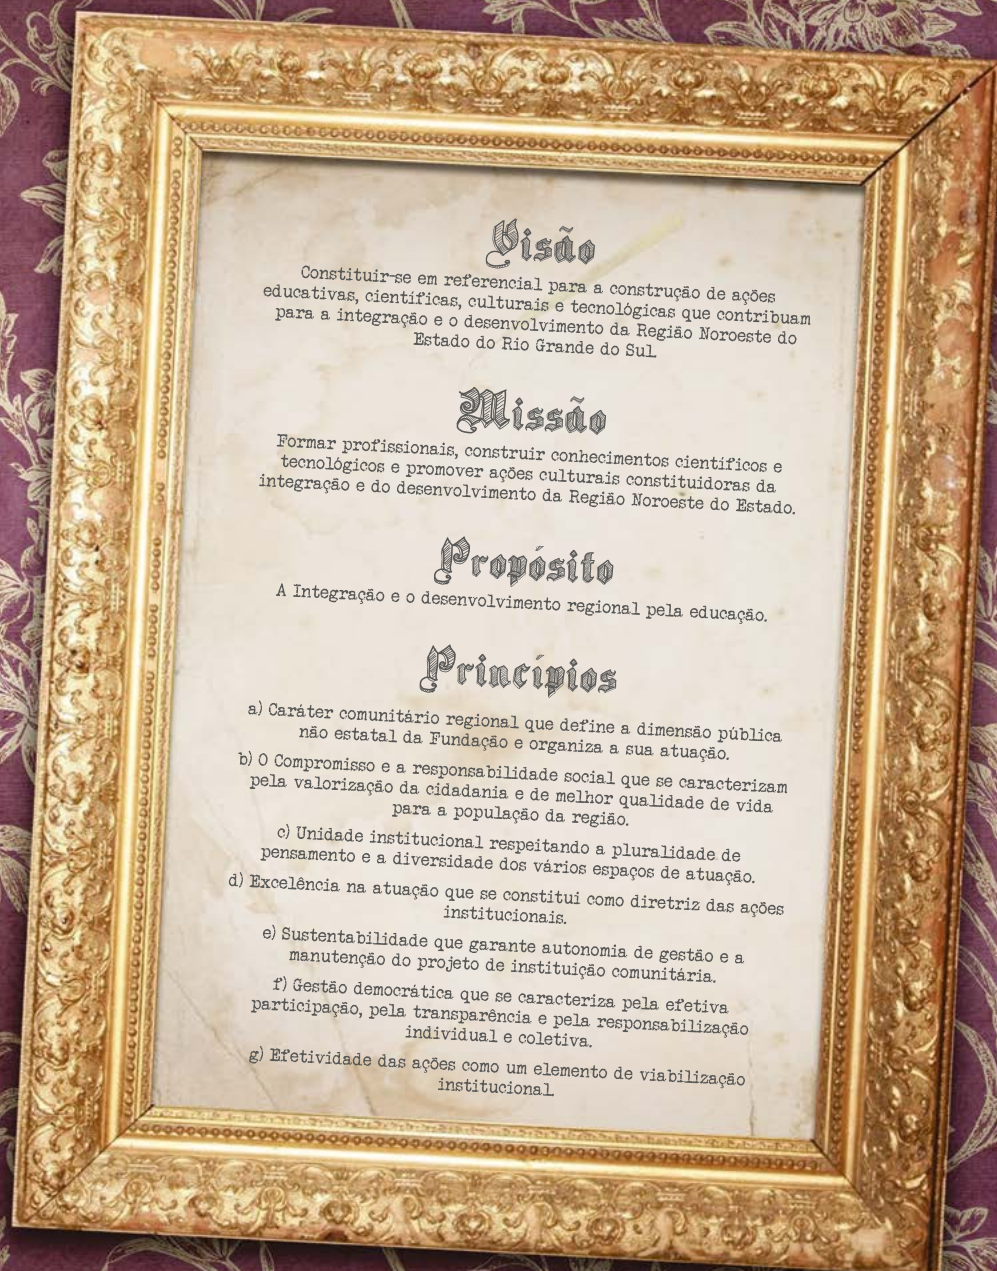 Visão
Constituir-se em referencial para a construção de ações
educativas, científicas, culturais e tecnológicas que contribuam
para a integração e o desenvolvimento da Região Noroeste do
Estado do Rio Grande do Sul.
Missão
Formar profissionais, construir conhecimentos científicos e
tecnológicos e promover ações culturais constituidoras da
integração e do desenvolvimento da Região Noroeste do Estado.
Propósito
A Integração e o desenvolvimento regional pela educação.
Princípios
a) Caráter comunitário regional que define a dimensão pública
não estatal da Fundação e organiza a sua atuação.
b) O Compromisso e a responsabilidade social que se caracterizam
pela valorização da cidadania e de melhor qualidade de vida
para a população da região.
c) Unidade institucional respeitando a pluralidade de
pensamento e a diversidade dos vários espaços de atuação.
d) Excelência na atuação que se constitui como diretriz das ações
institucionais.
e) Sustentabilidade que garante autonomia de gestão e a
manutenção do projeto de instituição comunitária.
f) Gestão democrática que se caracteriza pela efetiva
participação, pela transparência e pela responsabilização
individual e coletiva.
g) Efetividade das ações como um elemento de viabilização
institucional.